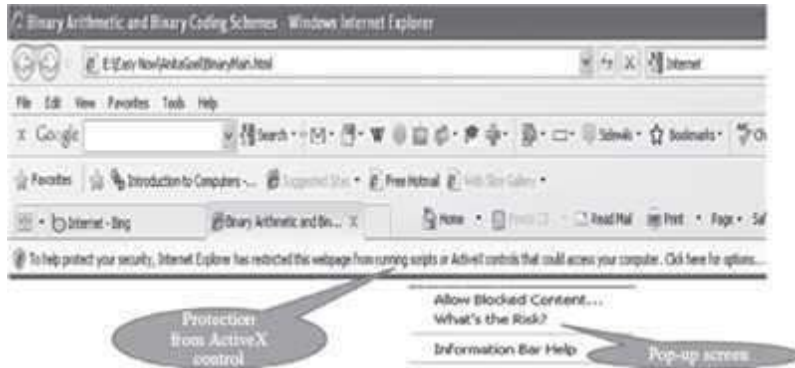 Binary Arithmetic and Binary Coding Schemes - Windows Internet Explorer
Internet
File Edit View Favorites Tools Help
x Google Search Sidewiki Bookmarks
Favorites Introduction to Computers -... Suggested Sites Free Hotmail Web Slice Gallery
Internet - Bing Binary Arithmetic and Bin... X Home Read Mail Print Page
To help protect your security, Internet Explorer has restricted this webpage from running scripts or ActiveX controls that could access your computer. Click here for options...
Allow Blocked Content...
What's the Risk?
Information Bar Help
Protection
from ActiveX
control
Pop-up screen